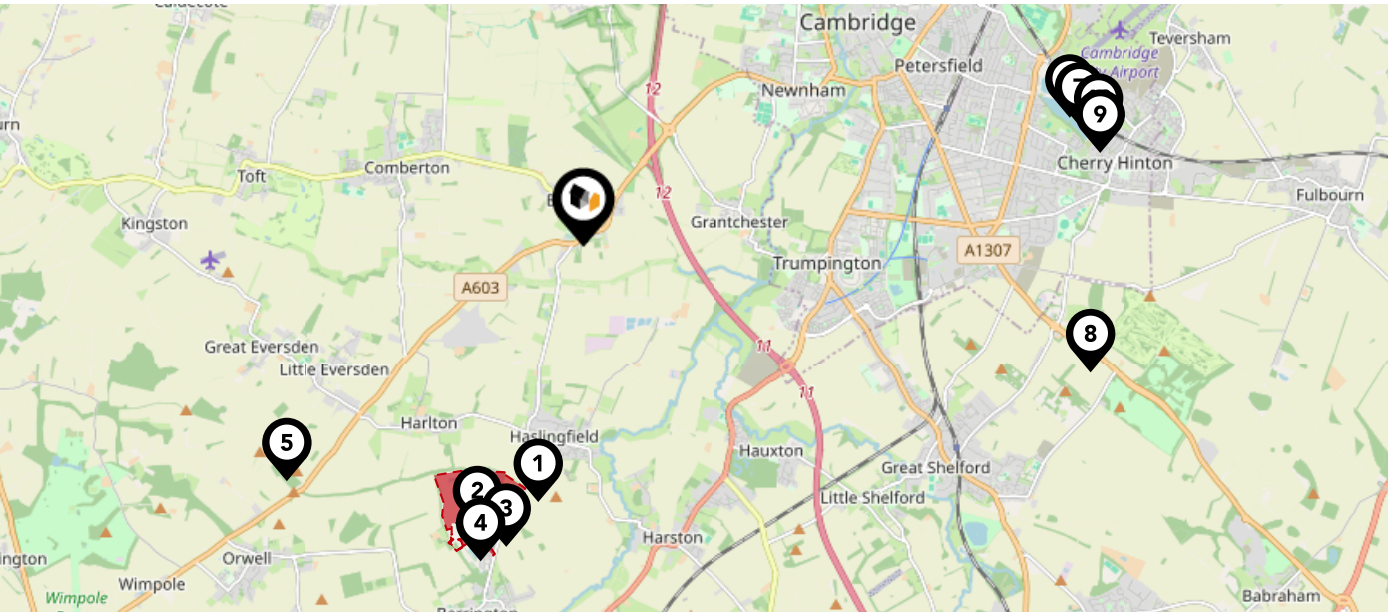 Cambridge
Teversham
Cambridge
y Airport
Petersfield
12
Newnham
urn
9
Comberton
Toft
Cherry Hinton
12
Fulbourn
Kingston
Grantchester
A1307
Trumpington
A603
8
11
Great Eversden
Little Eversden
11
Harlton
5
Haslingfield
1
Hauxton
Great Shelford
2
3
Little Shelford
4
Harston
ington
Orwell
Wimpole
Wimpole
Babraham